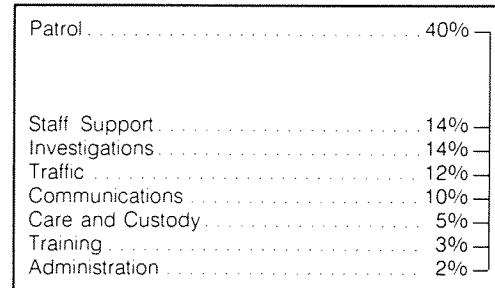 Patrol 40%
Staff Support 14%
Investigations 14%
Traffic 12%
Communications 10%
Care and Custody 5%
Training 3%
Administration 2%